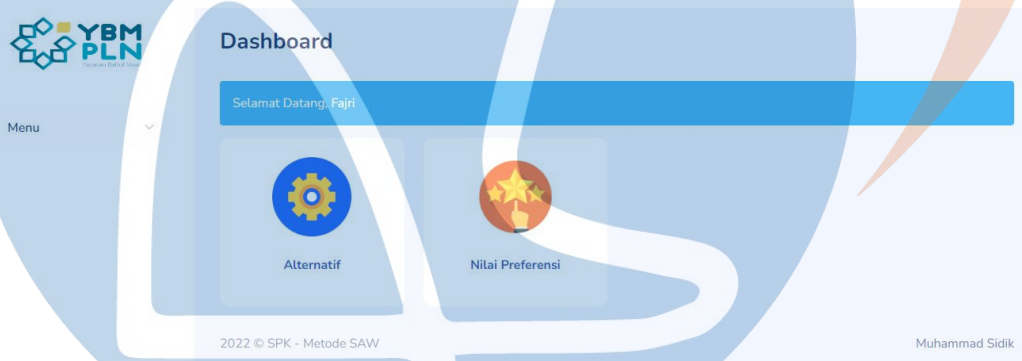 YBM
PLN
Dashboard
Selamat Datang, Fajri
Menu
Alternatif
Nilai Preferensi
2022 © SPK - Metode SAW
Muhammad Sidik